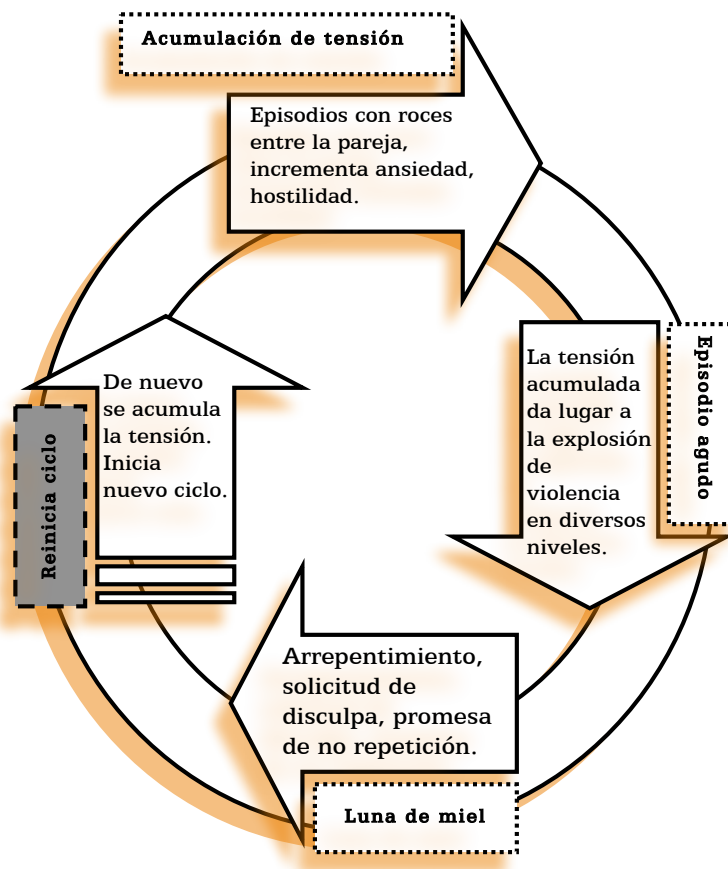 Acumulación de tensión
Episodios con roces
entre la pareja,
incrementa ansiedad,
hostilidad.
Episodio agudo
La tensión
acumulada
da lugar a
la explosión
de
violencia
en diversos
niveles.
Arrepentimiento,
solicitud de
disculpa, promesa
de no repetición.
Luna de miel
Reinicia ciclo
De nuevo
se acumula
la tensión.
Inicia
nuevo ciclo.